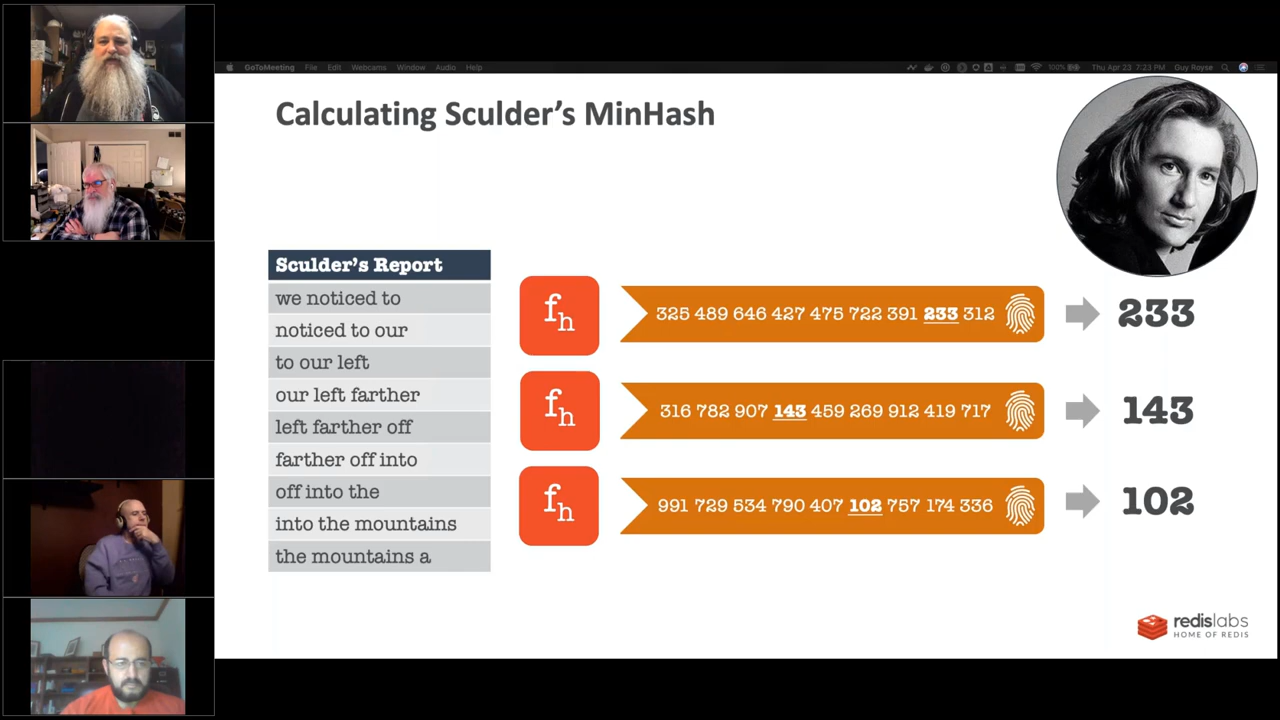 GoToMeeting File Edit Webcams Window Audio Help
100% Thu Apr 23 7:23 PM Guy Royse
Calculating Sculder's MinHash
Sculder's Report
we noticed to
noticed to our
to our left
our left farther
left farther off
farther off into
off into the
into the mountains
the mountains a
fh
325 489 646 427 475 722 391 233 312
233
fh
316 782 907 143 459 269 912 419 717
143
fh
991 729 534 790 407 102 757 174 336
102
redislabs
HOME OF REDIS